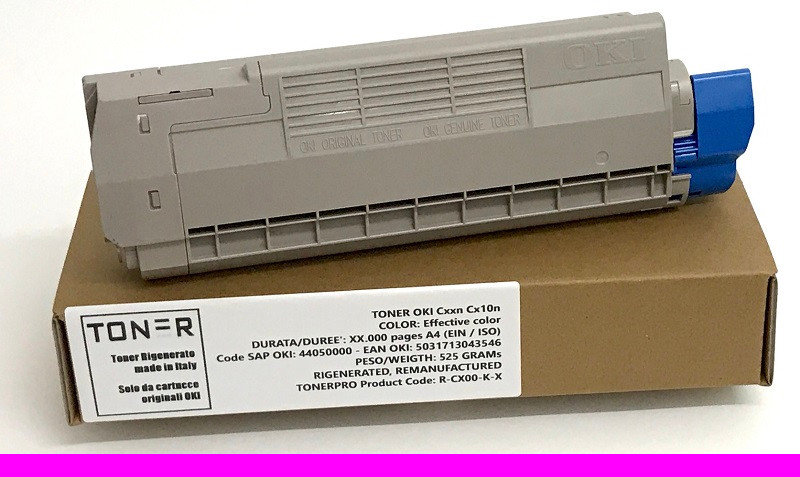 OKI
OKI ORIGINAL TONER OKI GENUINE TONER
TONER
Toner Rigenerato
made in Italy
Solo da cartucce
originali OKI
TONER OKI Cxxn Cx10n
COLOR: Effective color
DURATA/DUREE': XX.000 pages A4 (EIN / ISO)
Code SAP OKI: 44050000 - EAN OKI: 5031713043546
PESO/WEIGTH: 525 GRAMs
RIGENERATED, REMANUFACTURED
TONERPRO Product Code: R-CX00-K-X